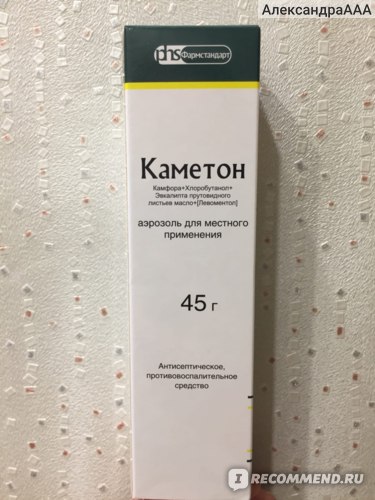 АлександраААА
phs Фармстандарт
Каметон
Камфора+Хлоробутанол+
Эвкалипта прутовидного
листьев масло+[Левоментол]
аэрозоль для местного
применения
45 г
Антисептическое,
противовоспалительное
средство
IRECOMMEND.RU